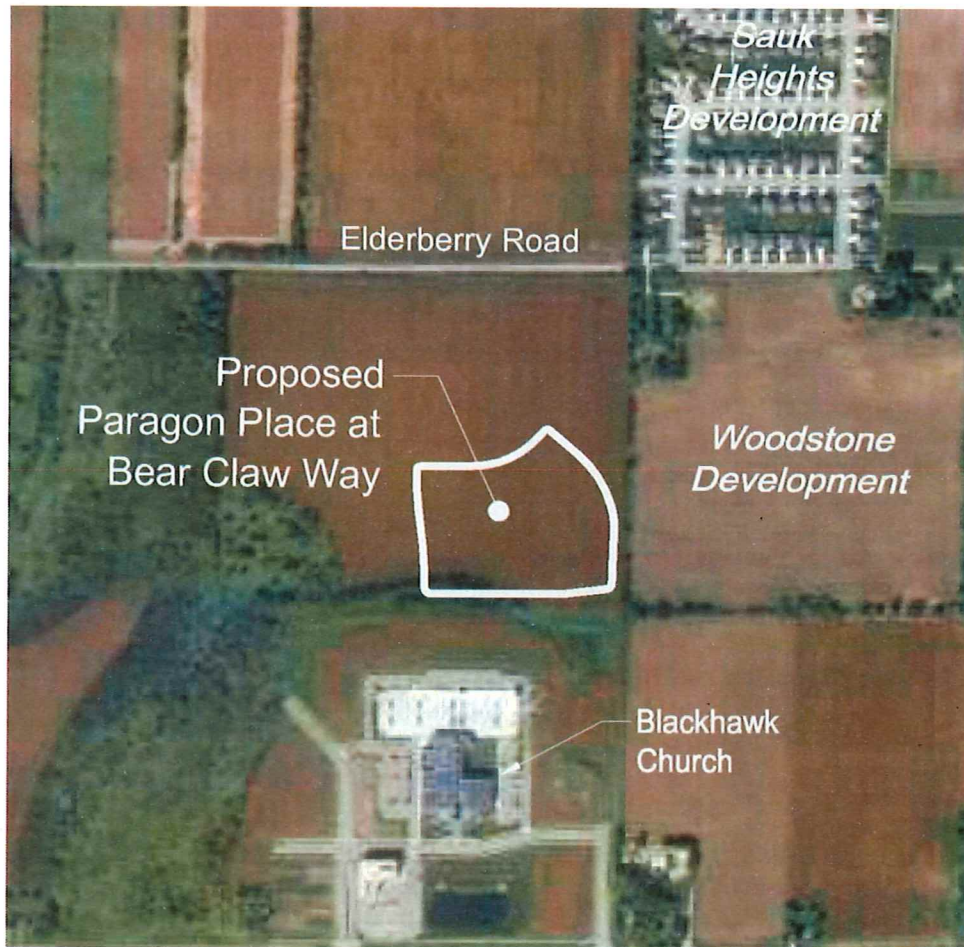 Sauk
Heights
Development
Elderberry Road
Proposed
Paragon Place at
Bear Claw Way
Woodstone
Development
Blackhawk
Church